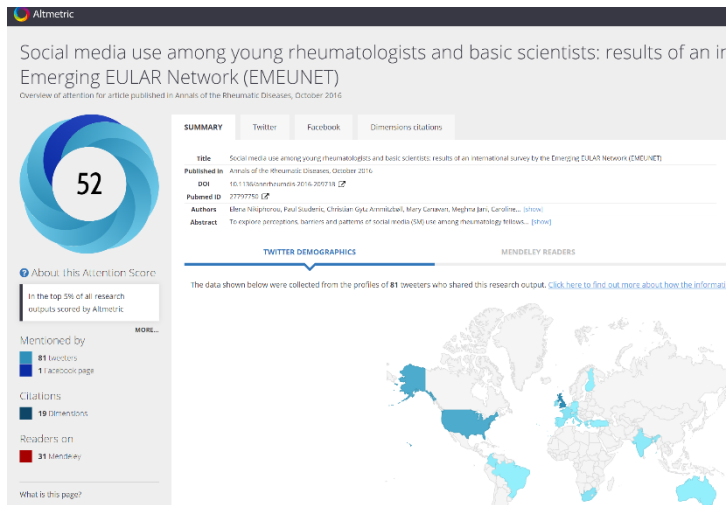 Altmetric
Social media use among young rheumatologists and basic scientists: results of an in
Emerging EULAR Network (EMEUNET)
Overview of attention for article published in Annals of the Rheumatic Diseases, October 2016
52
SUMMARY Twitter Facebook Dimensions citations
Title Social media use among young rheumatologists and basic scientists: results of an international survey by the Emerging EULAR Network (EMEUNET)
Published in Annals of the Rheumatic Diseases, October 2016
DOI 10.1136/annrheumdis-2016-209718
Pubmed ID 27797750
Authors Elena Nikiphorou, Paul Studenic, Christian Gytz Ammitzbøll, Mary Canavan, Meghna Jani, Caroline... [show]
Abstract To explore perceptions, barriers and patterns of social media (SM) use among rheumatology fellows... [show]
TWITTER DEMOGRAPHICS MENDELEY READERS
The data shown below were collected from the profiles of 81 tweeters who shared this research output. Click here to find out more about how the informati
? About this Attention Score
In the top 5% of all research
outputs scored by Altmetric
MORE...
Mentioned by
81 tweeters
1 Facebook page
Citations
19 Dimensions
Readers on
31 Mendeley
What is this page?